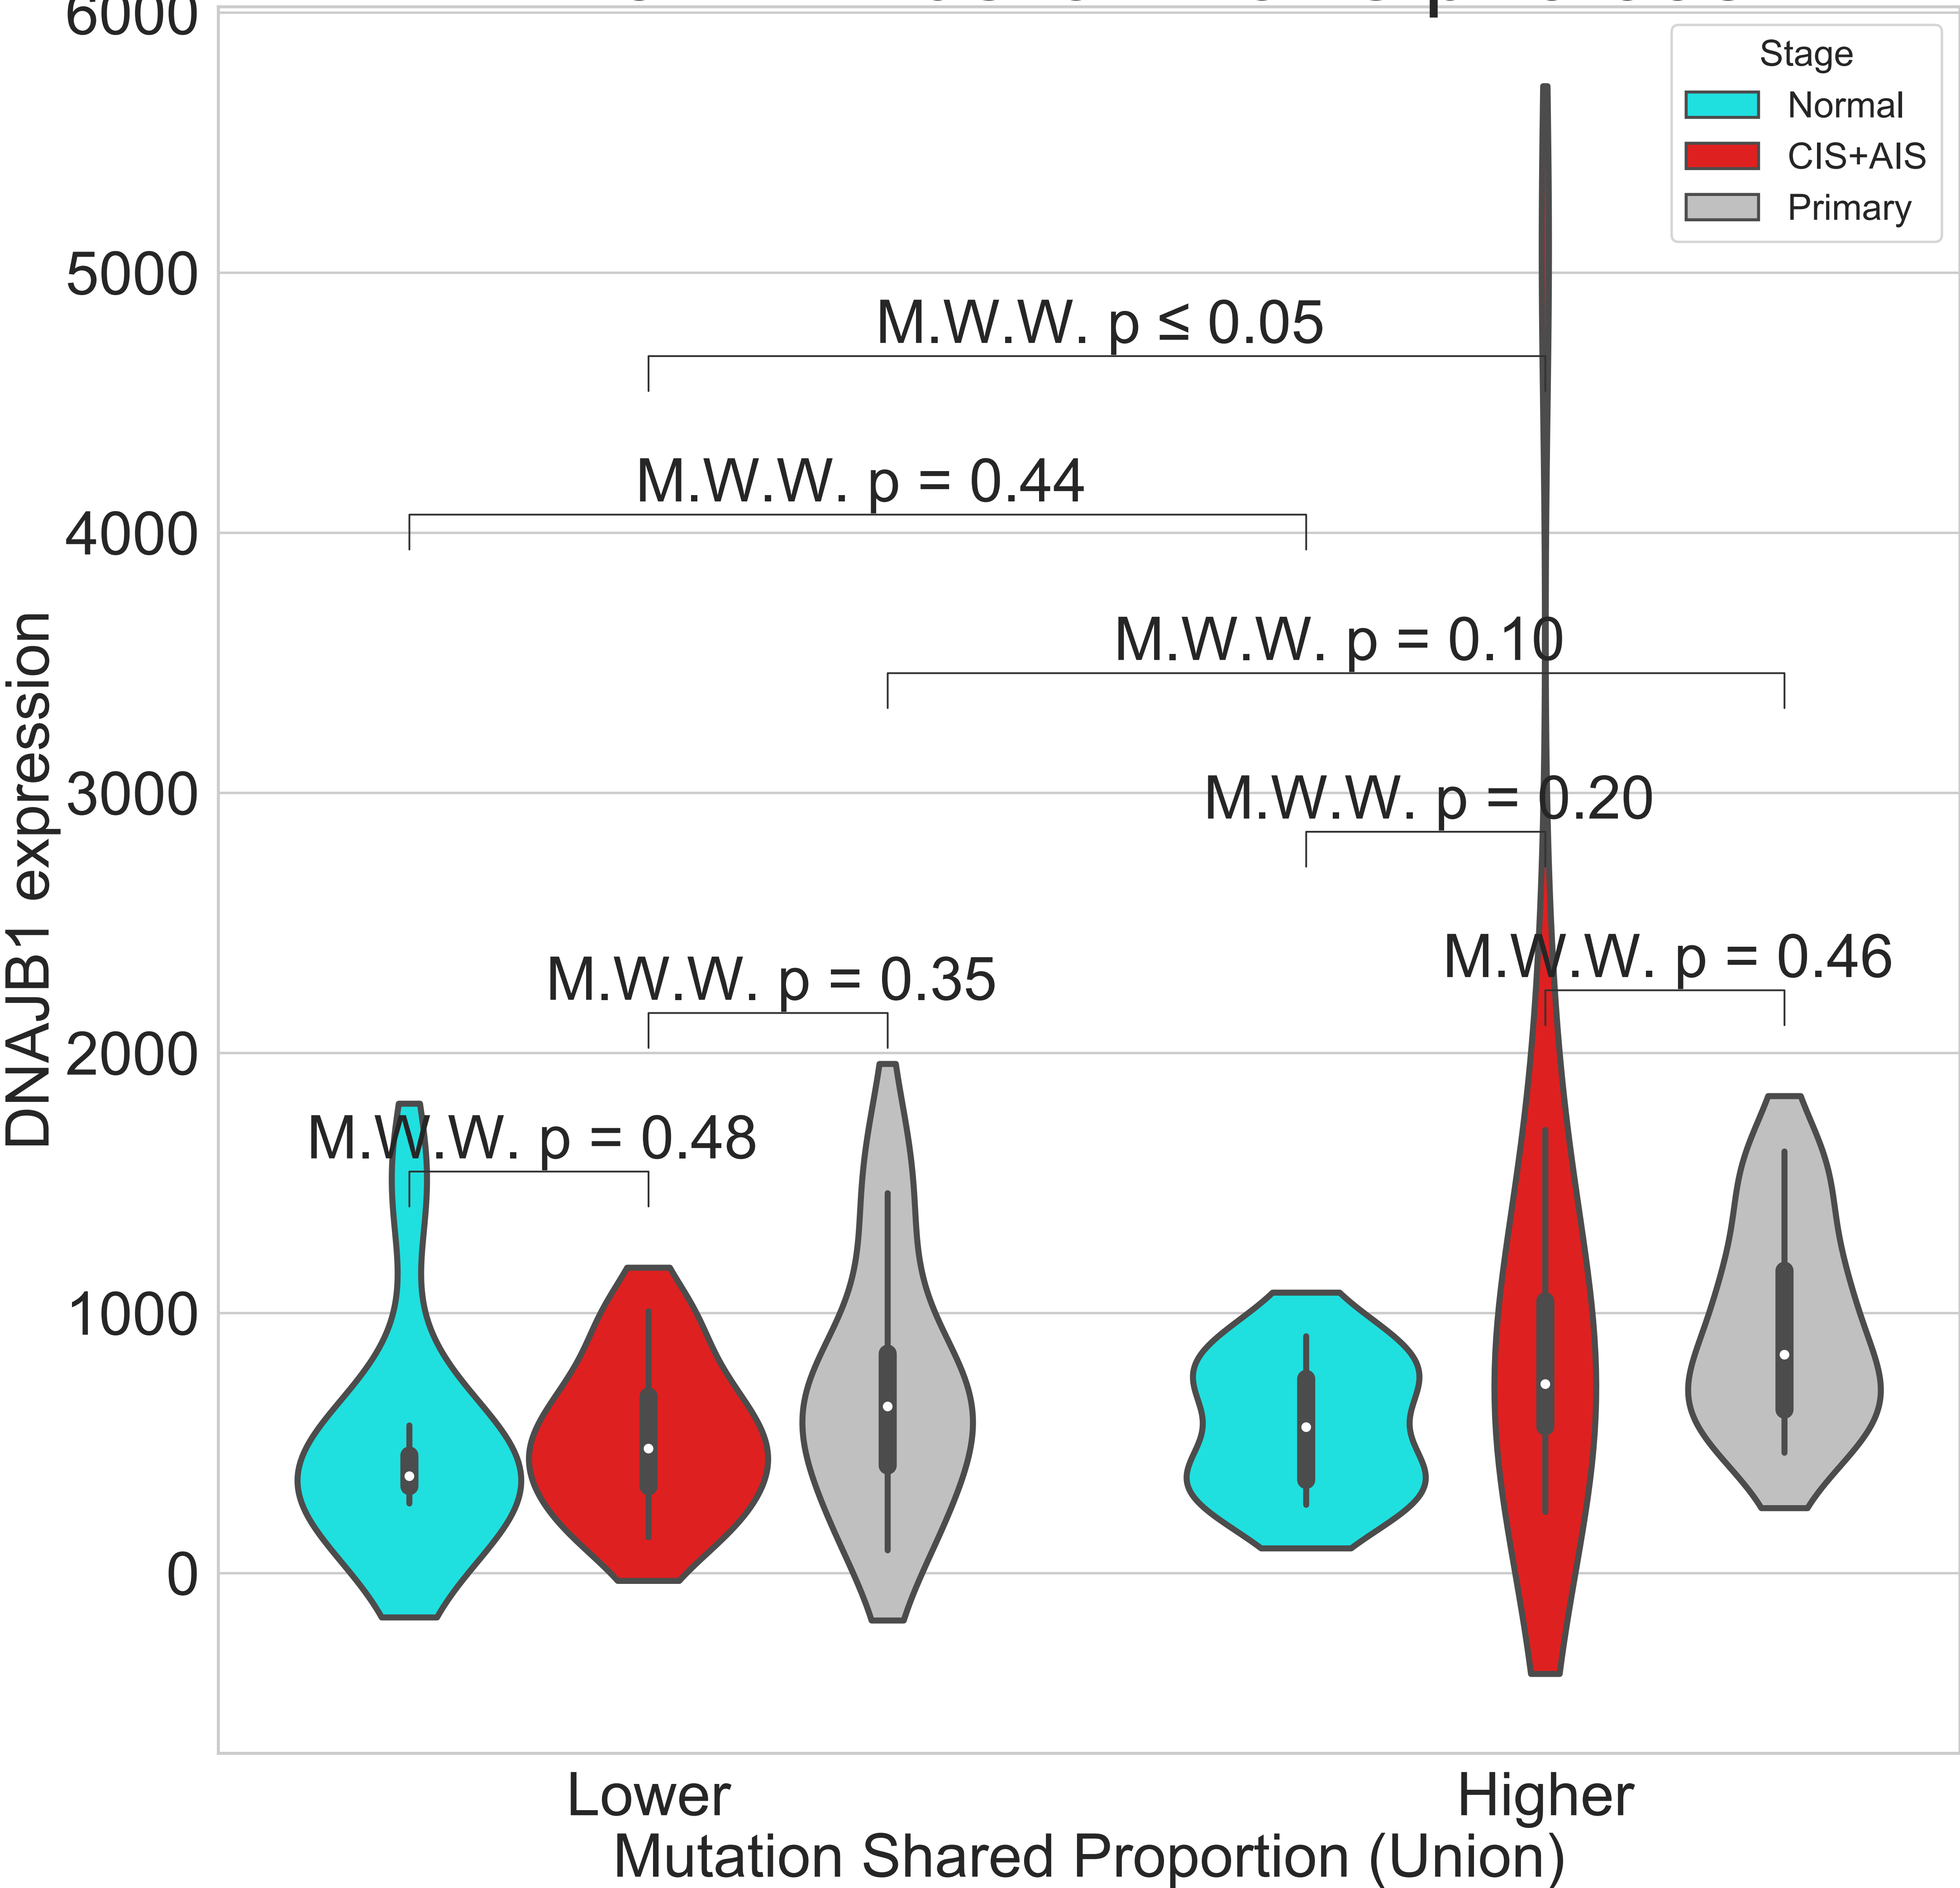 6000
5000
4000
3000
2000
1000
0
DNAJB1 expression
Stage
Normal
CIS+AIS
Primary
M.W.W. p ≤ 0.05
M.W.W. p = 0.44
M.W.W. p = 0.10
M.W.W. p = 0.20
M.W.W. p = 0.46
M.W.W. p = 0.35
M.W.W. p = 0.48
Lower
Higher
Mutation Shared Proportion (Union)